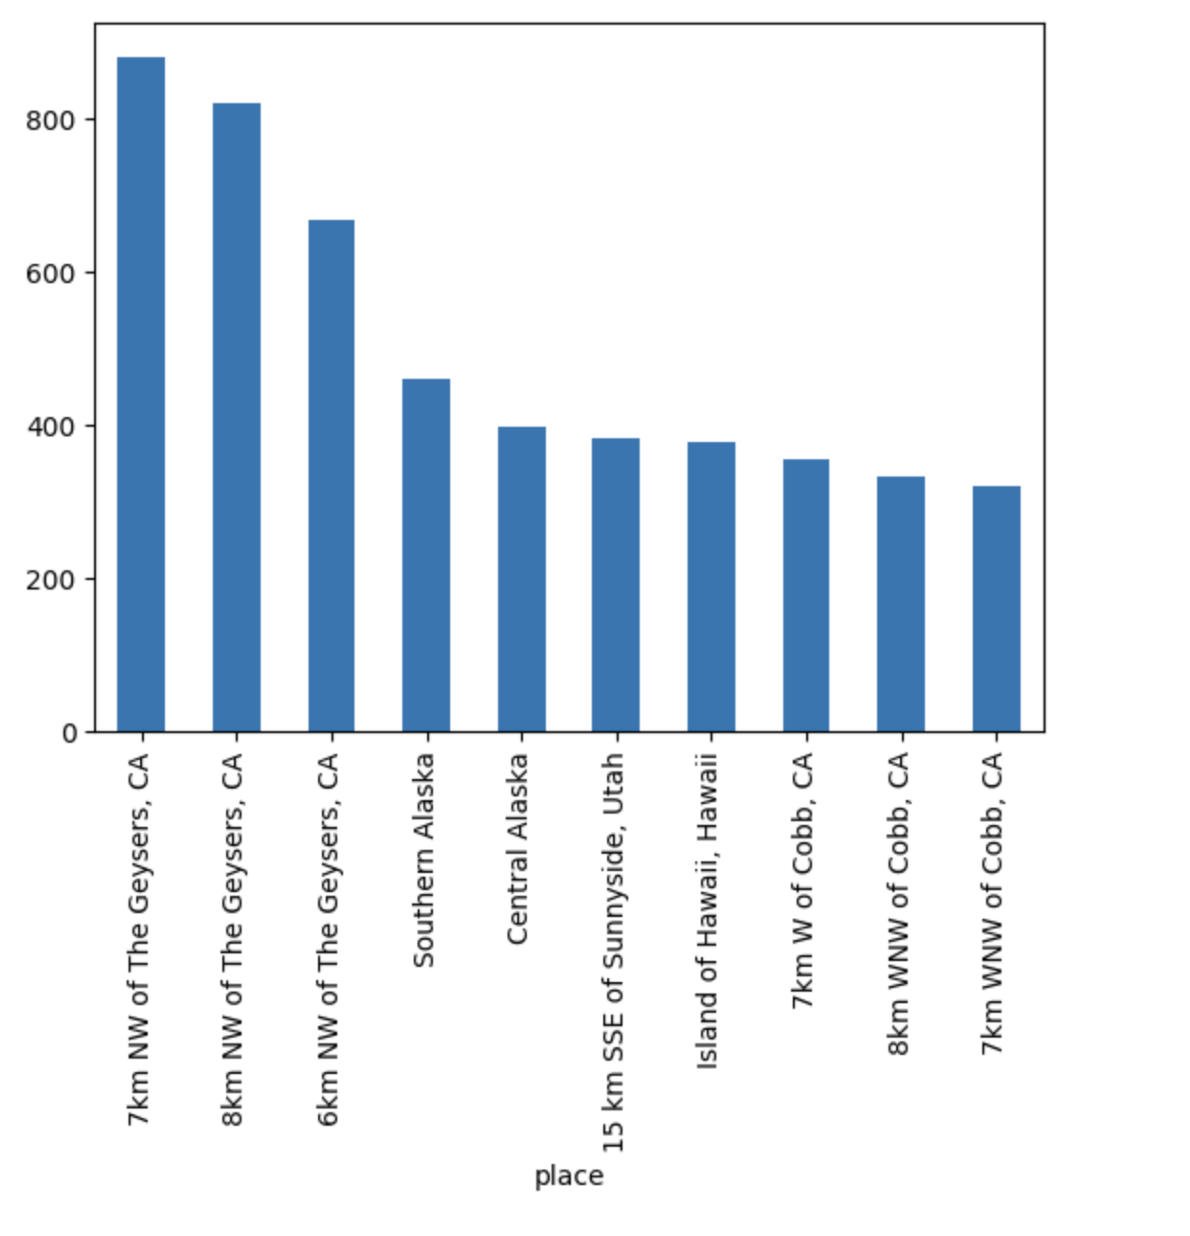 800
600
400
200
0
7km NW of The Geysers, CA
8km NW of The Geysers, CA
6km NW of The Geysers, CA
Southern Alaska
Central Alaska
15 km SSE of Sunnyside, Utah
Island of Hawaii, Hawaii
7km W of Cobb, CA
8km WNW of Cobb, CA
7km WNW of Cobb, CA
place